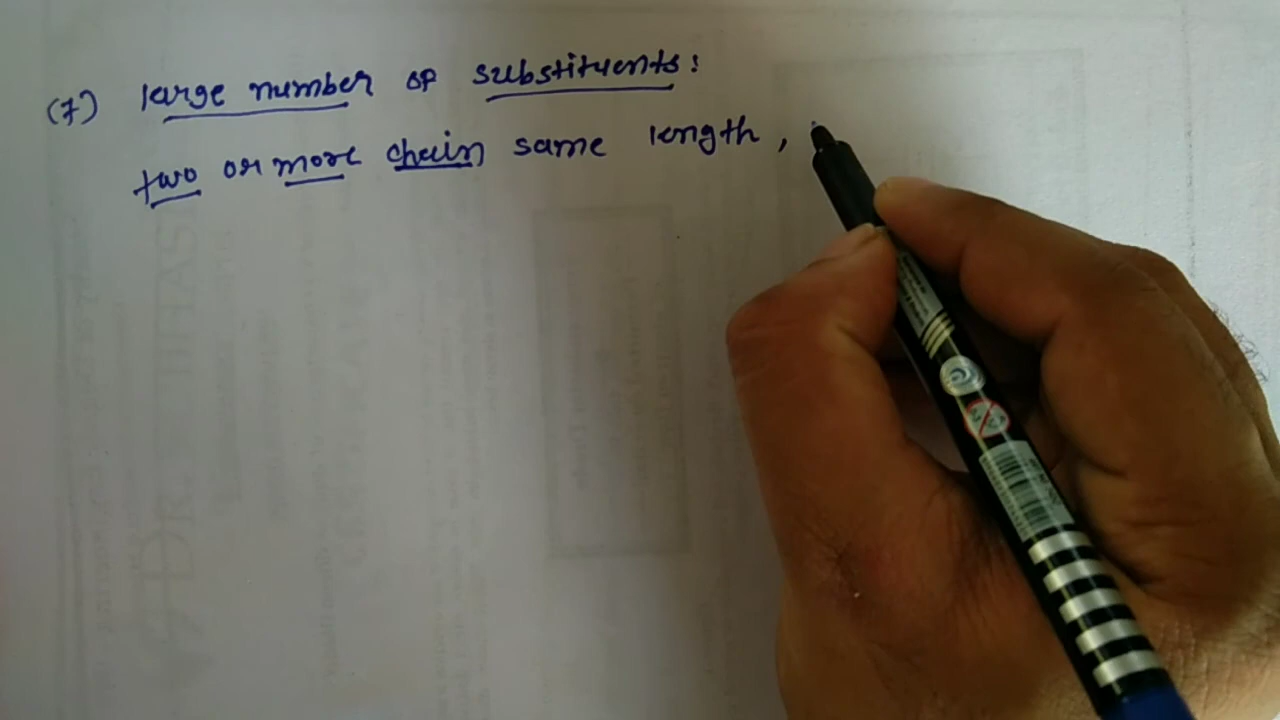 (7) large number of substituents:
two or more chain same length,